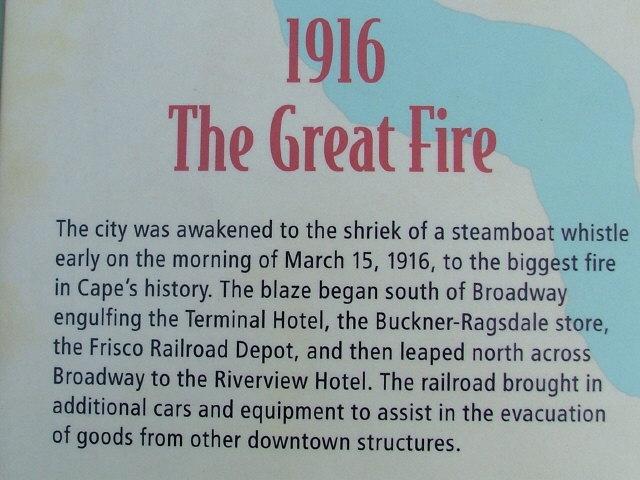 1916
The Great Fire
The city was awakened to the shriek of a steamboat whistle
early on the morning of March 15, 1916, to the biggest fire
in Cape's history. The blaze began south of Broadway
engulfing the Terminal Hotel, the Buckner-Ragsdale store,
the Frisco Railroad Depot, and then leaped north across
Broadway to the Riverview Hotel. The railroad brought in
additional cars and equipment to assist in the evacuation
of goods from other downtown structures.